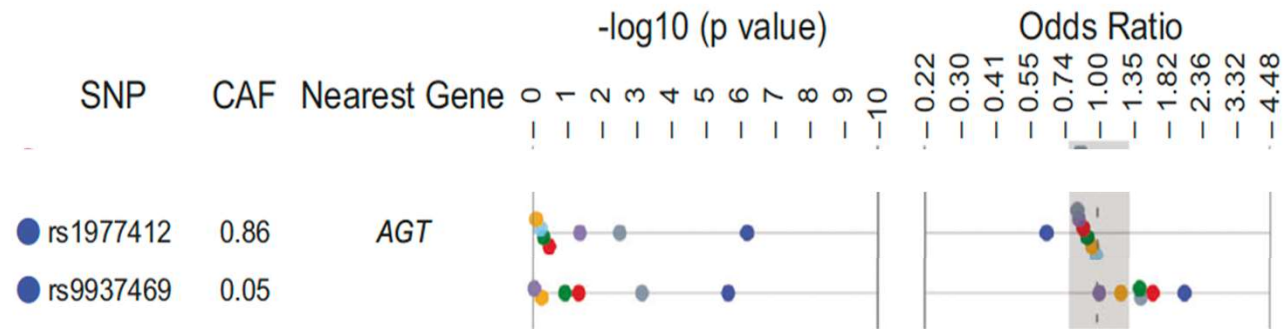 -log10 (p value) Odds Ratio
SNP CAF Nearest Gene 0 1 2 3 4 5 6 7 8 9 10 0.22 0.30 0.41 0.55 0.74 1.00 1.35 1.82 2.36 3.32 4.48
rs1977412 0.86 AGT
rs9937469 0.05